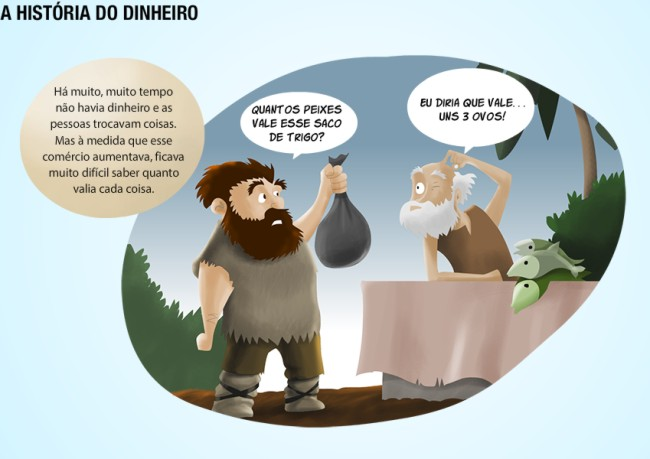 A HISTÓRIA DO DINHEIRO
Há muito, muito tempo
não havia dinheiro e as
pessoas trocavam coisas.
Mas à medida que esse
comércio aumentava, ficava
muito difícil saber quanto
valia cada coisa.
QUANTOS PEIXES
VALE ESSE SACO
DE TRIGO?
EU DIRIA QUE VALE...
UNS 3 OVOS!